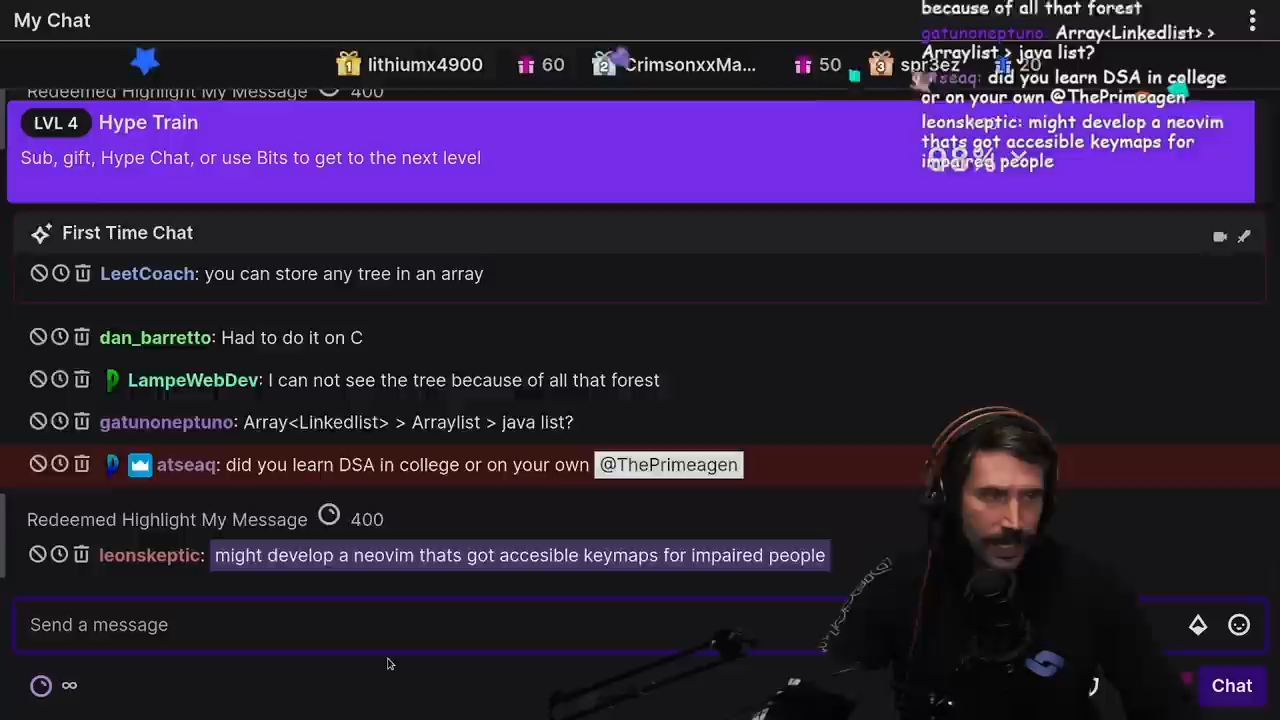 My Chat
because of all that forest
gatunoneptuno: Array<Linkedlist> >
Arraylist > java list?
atseaq: did you learn DSA in college
or on your own @ThePrimeagen
leonskeptic: might develop a neovim
thats got accesible keymaps for
impaired people
1 lithiumx4900 60 2 CrimsonxxMa... 50 3 spr3ez 20
Redeemed Highlight My Message 400
LVL 4 Hype Train
Sub, gift, Hype Chat, or use Bits to get to the next level
98%
First Time Chat
LeetCoach: you can store any tree in an array
dan_barretto: Had to do it on C
LampeWebDev: I can not see the tree because of all that forest
gatunoneptuno: Array<Linkedlist> > Arraylist > java list?
atseaq: did you learn DSA in college or on your own @ThePrimeagen
Redeemed Highlight My Message 400
leonskeptic: might develop a neovim thats got accesible keymaps for impaired people
Send a message
∞
Chat